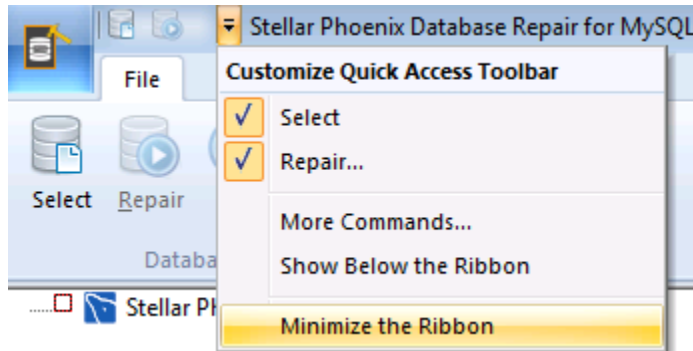 Stellar Phoenix Database Repair for MySQL
File
Customize Quick Access Toolbar
Select
Repair...
Select
Repair
More Commands...
Show Below the Ribbon
Stellar
Minimize the Ribbon